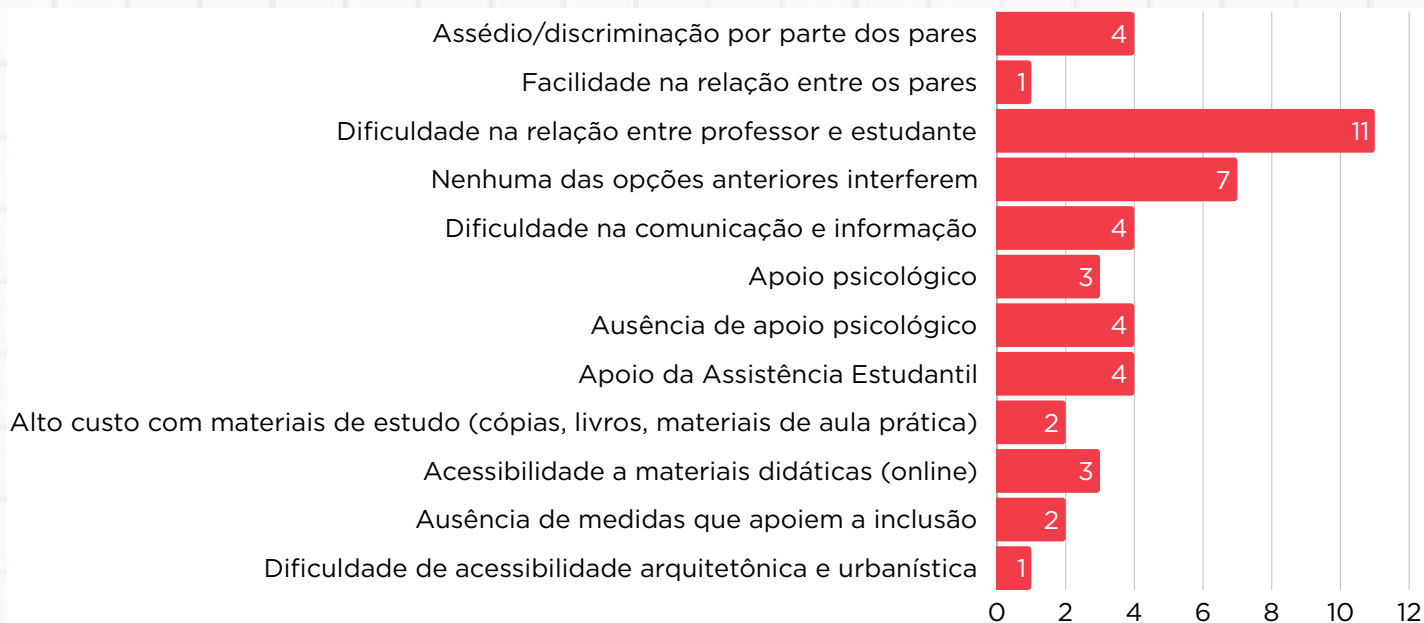 Assédio/discriminação por parte dos pares 4
Facilidade na relação entre os pares 1
Dificuldade na relação entre professor e estudante 11
Nenhuma das opções anteriores interferem 7
Dificuldade na comunicação e informação 4
Apoio psicológico 3
Ausência de apoio psicológico 4
Apoio da Assistência Estudantil 4
Alto custo com materiais de estudo (cópias, livros, materiais de aula prática) 2
Acessibilidade a materiais didáticas (online) 3
Ausência de medidas que apoiem a inclusão 2
Dificuldade de acessibilidade arquitetônica e urbanística 1
0 2 4 6 8 10 12